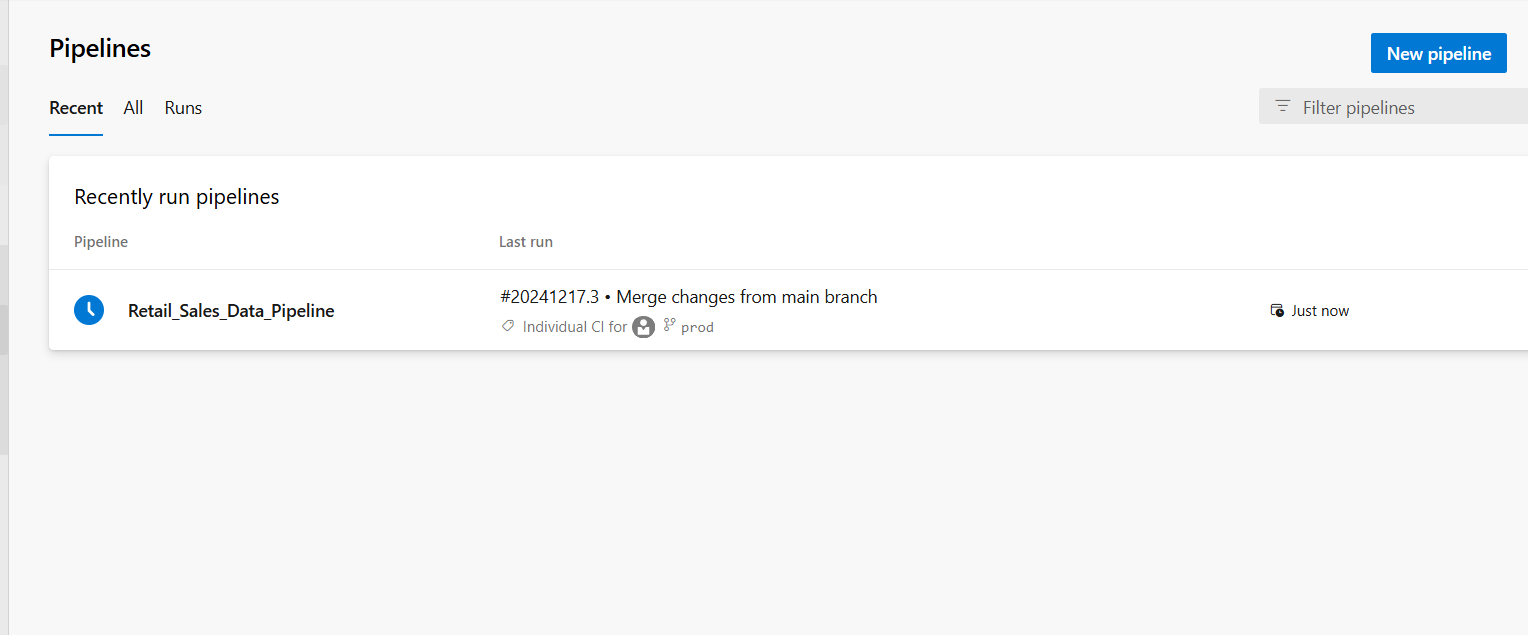 Pipelines
New pipeline
Recent All Runs
Filter pipelines
Recently run pipelines
Pipeline Last run
Retail_Sales_Data_Pipeline
#20241217.3 • Merge changes from main branch
Individual CI for prod
Just now